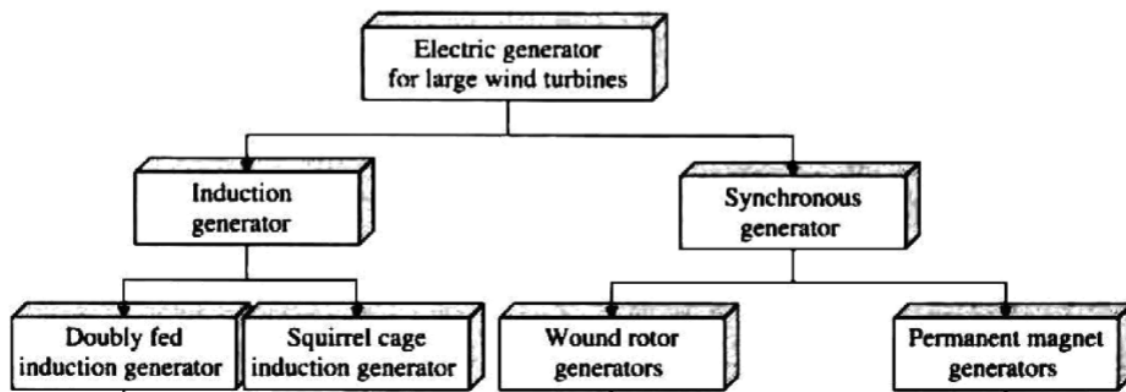 Electric generator
for large wind turbines
Induction
generator
Synchronous
generator
Doubly fed
induction generator
Squirrel cage
induction generator
Wound rotor
generators
Permanent magnet
generators